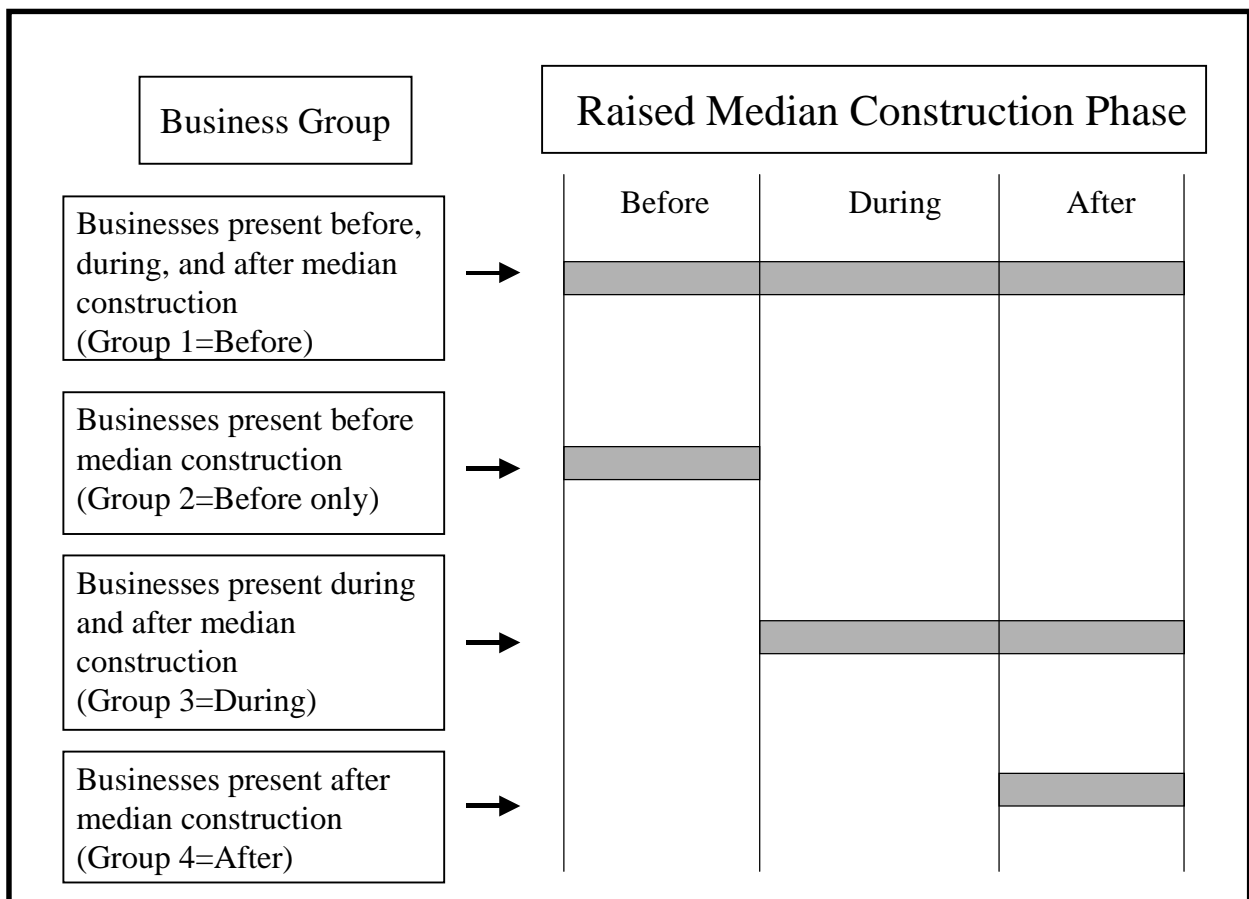 Business Group
Raised Median Construction Phase
Before
During
After
Businesses present before,
during, and after median
construction
(Group 1=Before)
Businesses present before
median construction
(Group 2=Before only)
Businesses present during
and after median
construction
(Group 3=During)
Businesses present after
median construction
(Group 4=After)